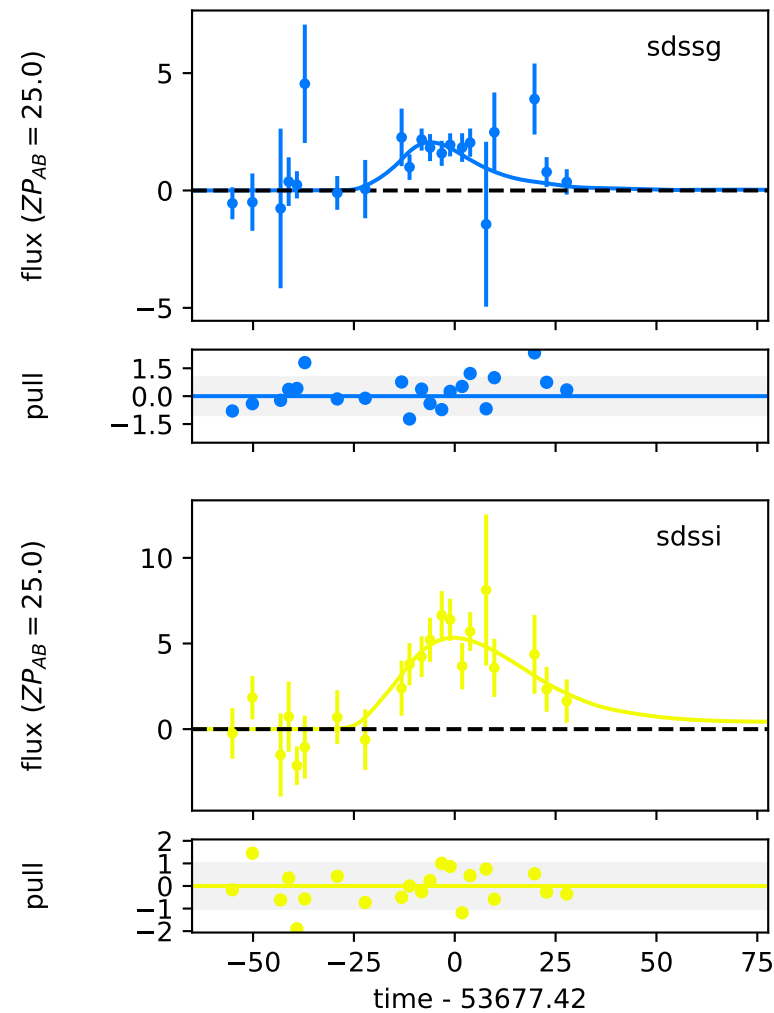 sdssg
flux (ZP_AB = 25.0)
5
0
−5
pull
1.5
0.0
−1.5
sdssi
flux (ZP_AB = 25.0)
10
5
0
pull
2
1
0
−1
−2
−50 −25 0 25 50 75
time - 53677.42